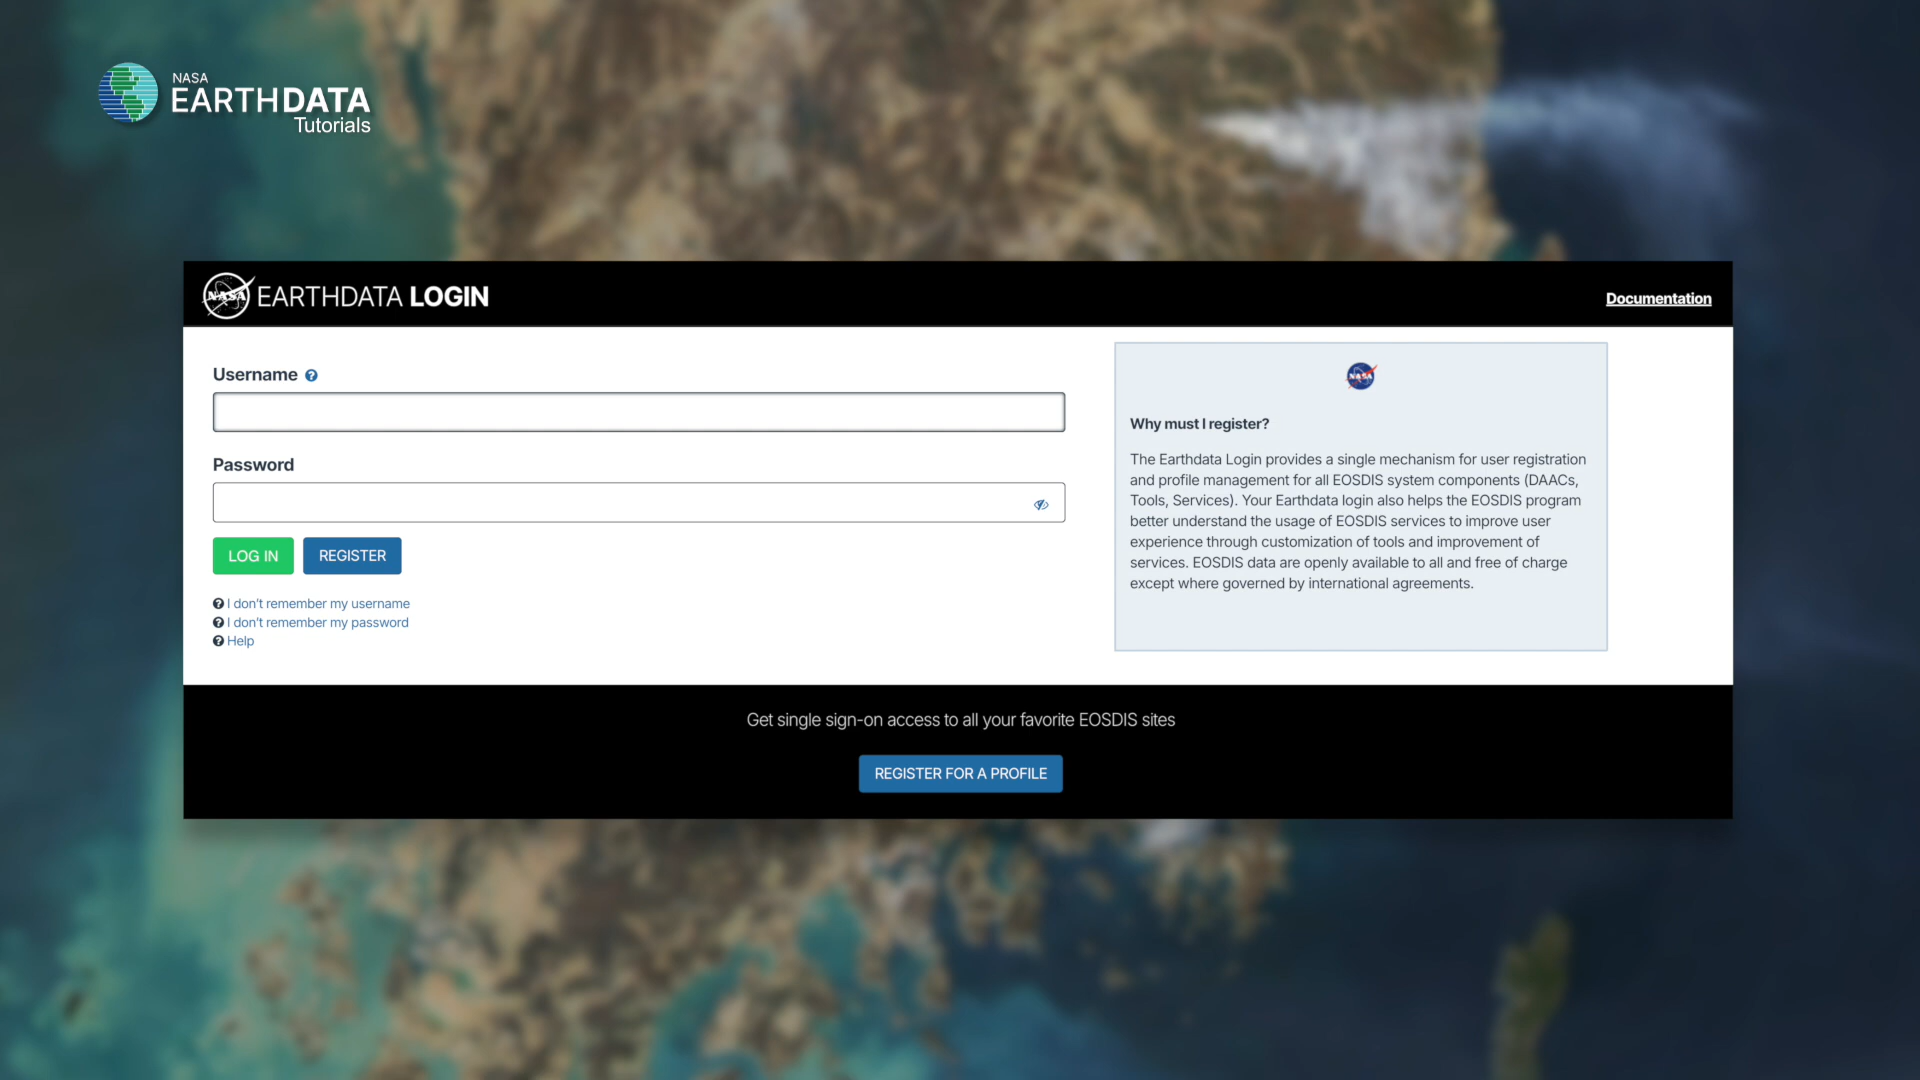 NASA
EARTHDATA
Tutorials
NASA EARTHDATA LOGIN
Documentation
Username
Password
LOG IN
REGISTER
I don't remember my username
I don't remember my password
Help
NASA
Why must I register?
The Earthdata Login provides a single mechanism for user registration
and profile management for all EOSDIS system components (DAACs,
Tools, Services). Your Earthdata login also helps the EOSDIS program
better understand the usage of EOSDIS services to improve user
experience through customization of tools and improvement of
services. EOSDIS data are openly available to all and free of charge
except where governed by international agreements.
Get single sign-on access to all your favorite EOSDIS sites
REGISTER FOR A PROFILE